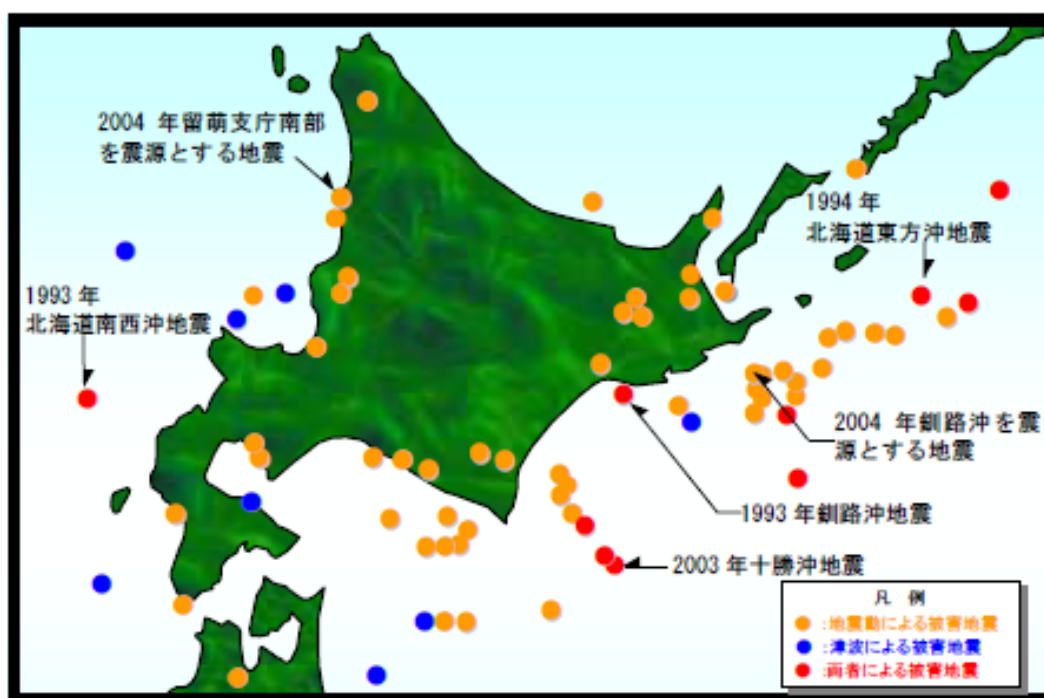 2004 年留萌支庁南部
を震源とする地震
1994 年
北海道東方沖地震
1993 年
北海道南西沖地震
2004 年釧路沖を震
源とする地震
1993 年釧路沖地震
2003 年十勝沖地震
凡 例
:地震動による被害地震
:津波による被害地震
:両者による被害地震